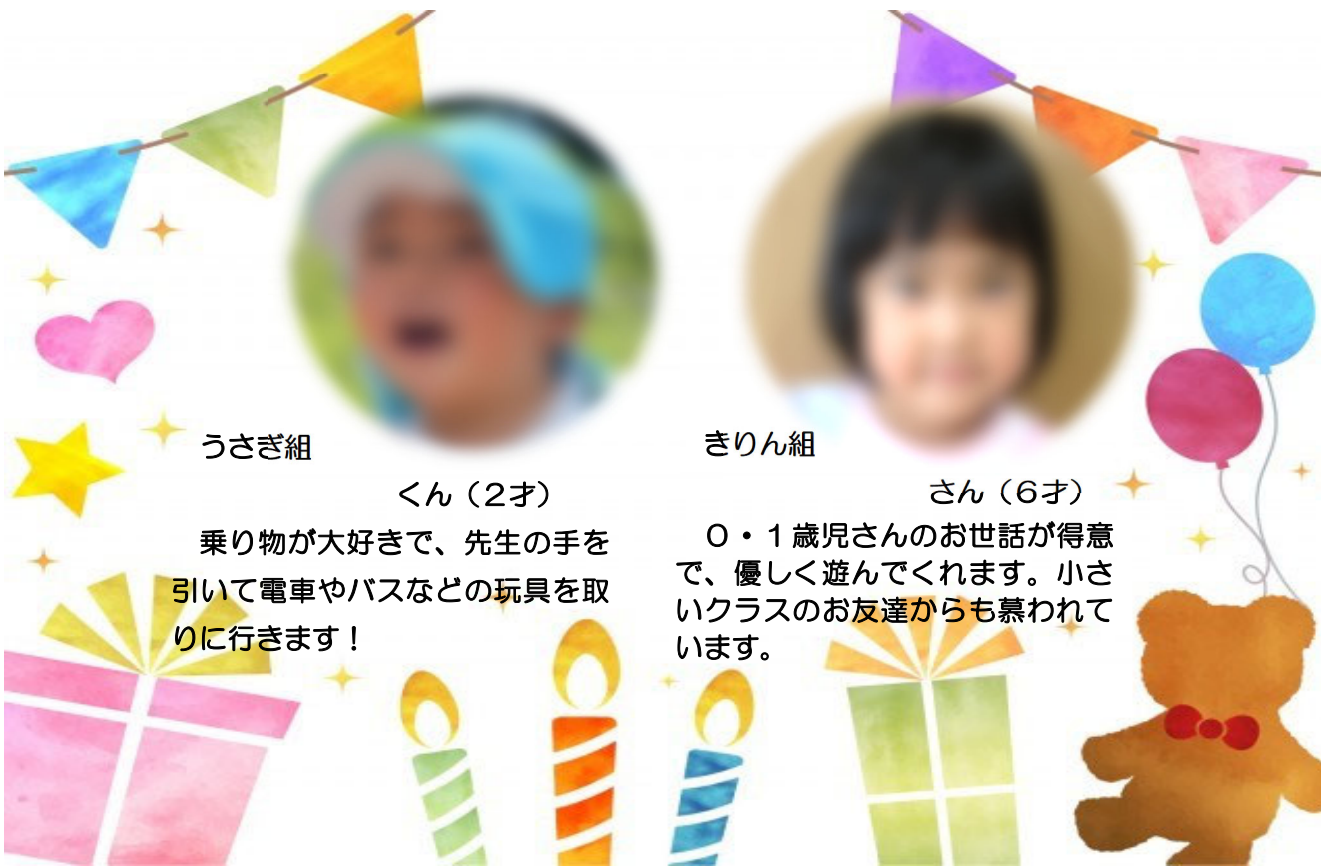 うさぎ組
くん（２才）
乗り物が大好きで、先生の手を
引いて電車やバスなどの玩具を取
りに行きます！
きりん組
さん（６才）
０・１歳児さんのお世話が得意
で、優しく遊んでくれます。小さ
いクラスのお友達からも慕われて
います。